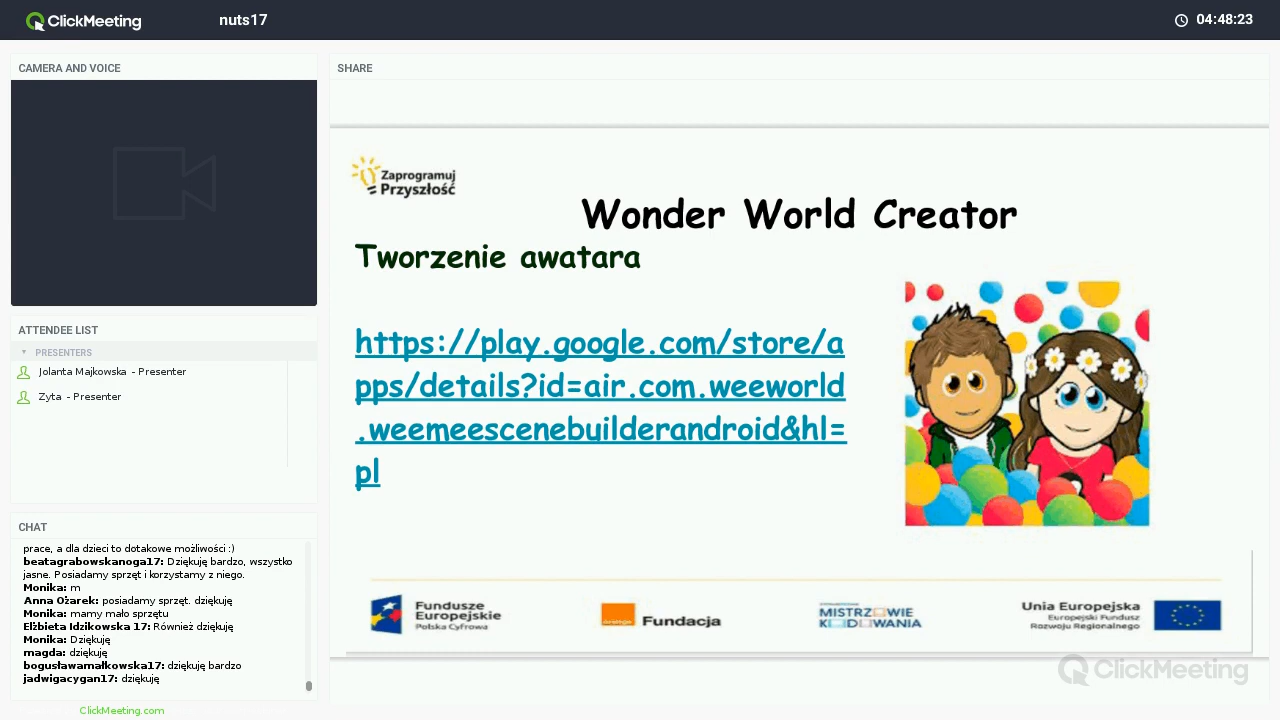 ClickMeeting
nuts17
04:48:23
CAMERA AND VOICE
SHARE
Zaprogramuj
Przyszłość
Wonder World Creator
Tworzenie awatara
https://play.google.com/store/a
pps/details?id=air.com.weeworld
.weemeescenebuilderandroid&hl=
pl
ATTENDEE LIST
PRESENTERS
Jolanta Majkowska - Presenter
Zyta - Presenter
CHAT
prace, a dla dzieci to dotakowe możliwości :)
beatagrabowskanoga17: Dziękuję bardzo, wszystko
jasne. Posiadamy sprzęt i korzystamy z niego.
Monika: m
Anna Ożarek: posiadamy sprzęt. dziękuję
Monika: mamy mało sprzętu
Elżbieta Idzikowska 17: Również dziękuję
Monika: Dziękuję
magda: dziękuję
bogusławamałkowska17: dziękuję bardzo
jadwigacygan17: dziękuję
Fundusze
Europejskie
Polska Cyfrowa
orange
Fundacja
MISTRZOWIE
KODOWANIA
Unia Europejska
Europejski Fundusz
Rozwoju Regionalnego
ClickMeeting
ClickMeeting.com